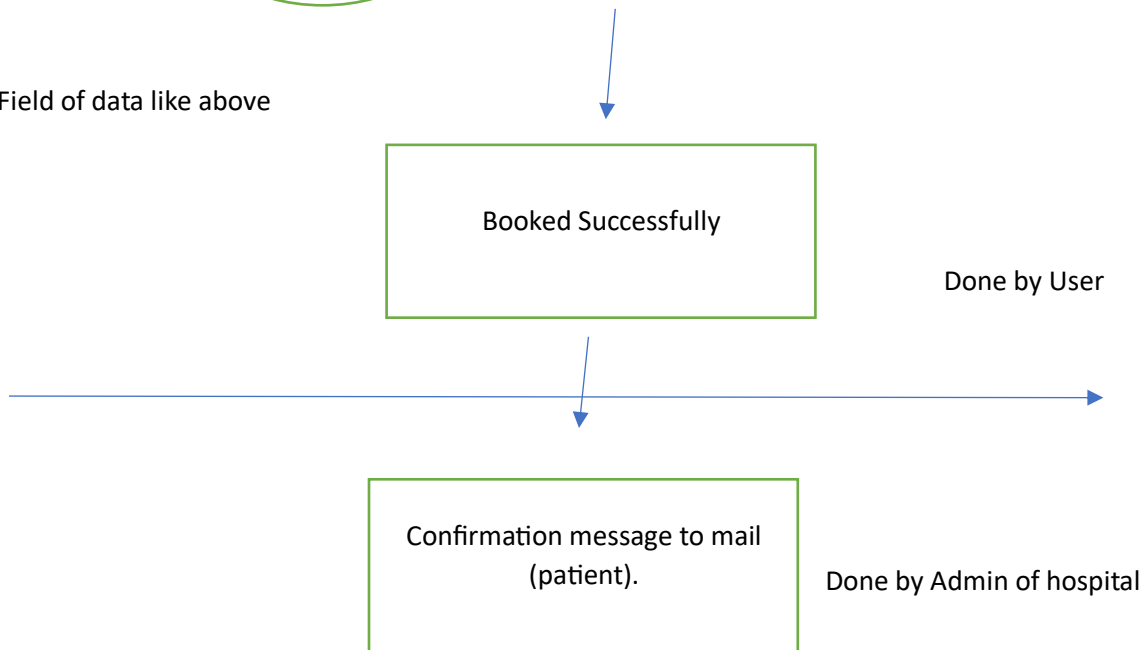 Field of data like above
Booked Successfully
Done by User
Confirmation message to mail
(patient).
Done by Admin of hospital